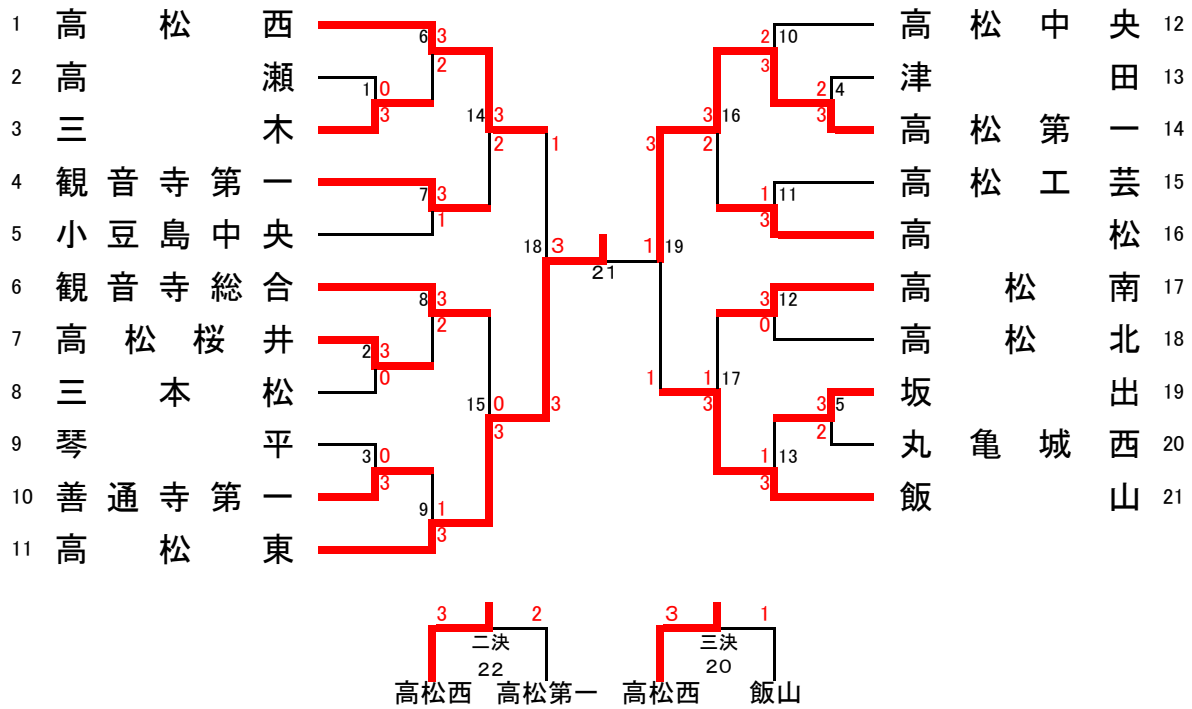 1 高松西
2 高瀬
3 三木
4 観音寺第一
5 小豆島中央
6 観音寺総合
7 高松桜井
8 三本松
9 琴平
10 善通寺第一
11 高松東
6 3
2
1 0
3
14 3
2
1
7 3
1
18 3
8 3
2
2 3
0
15 0
3
3
3 0
3
9 1
3
21
高松中央 12
津田 13
高松第一 14
高松工芸 15
高松 16
高松南 17
高松北 18
坂出 19
丸亀城西 20
飯山 21
2 10
3
2 4
3
3 16
2
3
1 11
3
1 19
3 12
0
1
1 17
3
3 5
2
1 13
3
3 2
二決
22
高松西 高松第一
3 1
三決
20
高松西 飯山